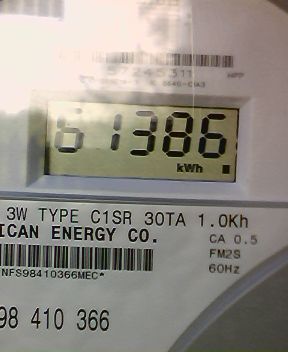 61386
kWh
3W TYPE C1SR 30TA 1.0Kh
ICAN ENERGY CO.
CA 0.5
FM2S
60Hz
NFS98410366MEC*
98 410 366